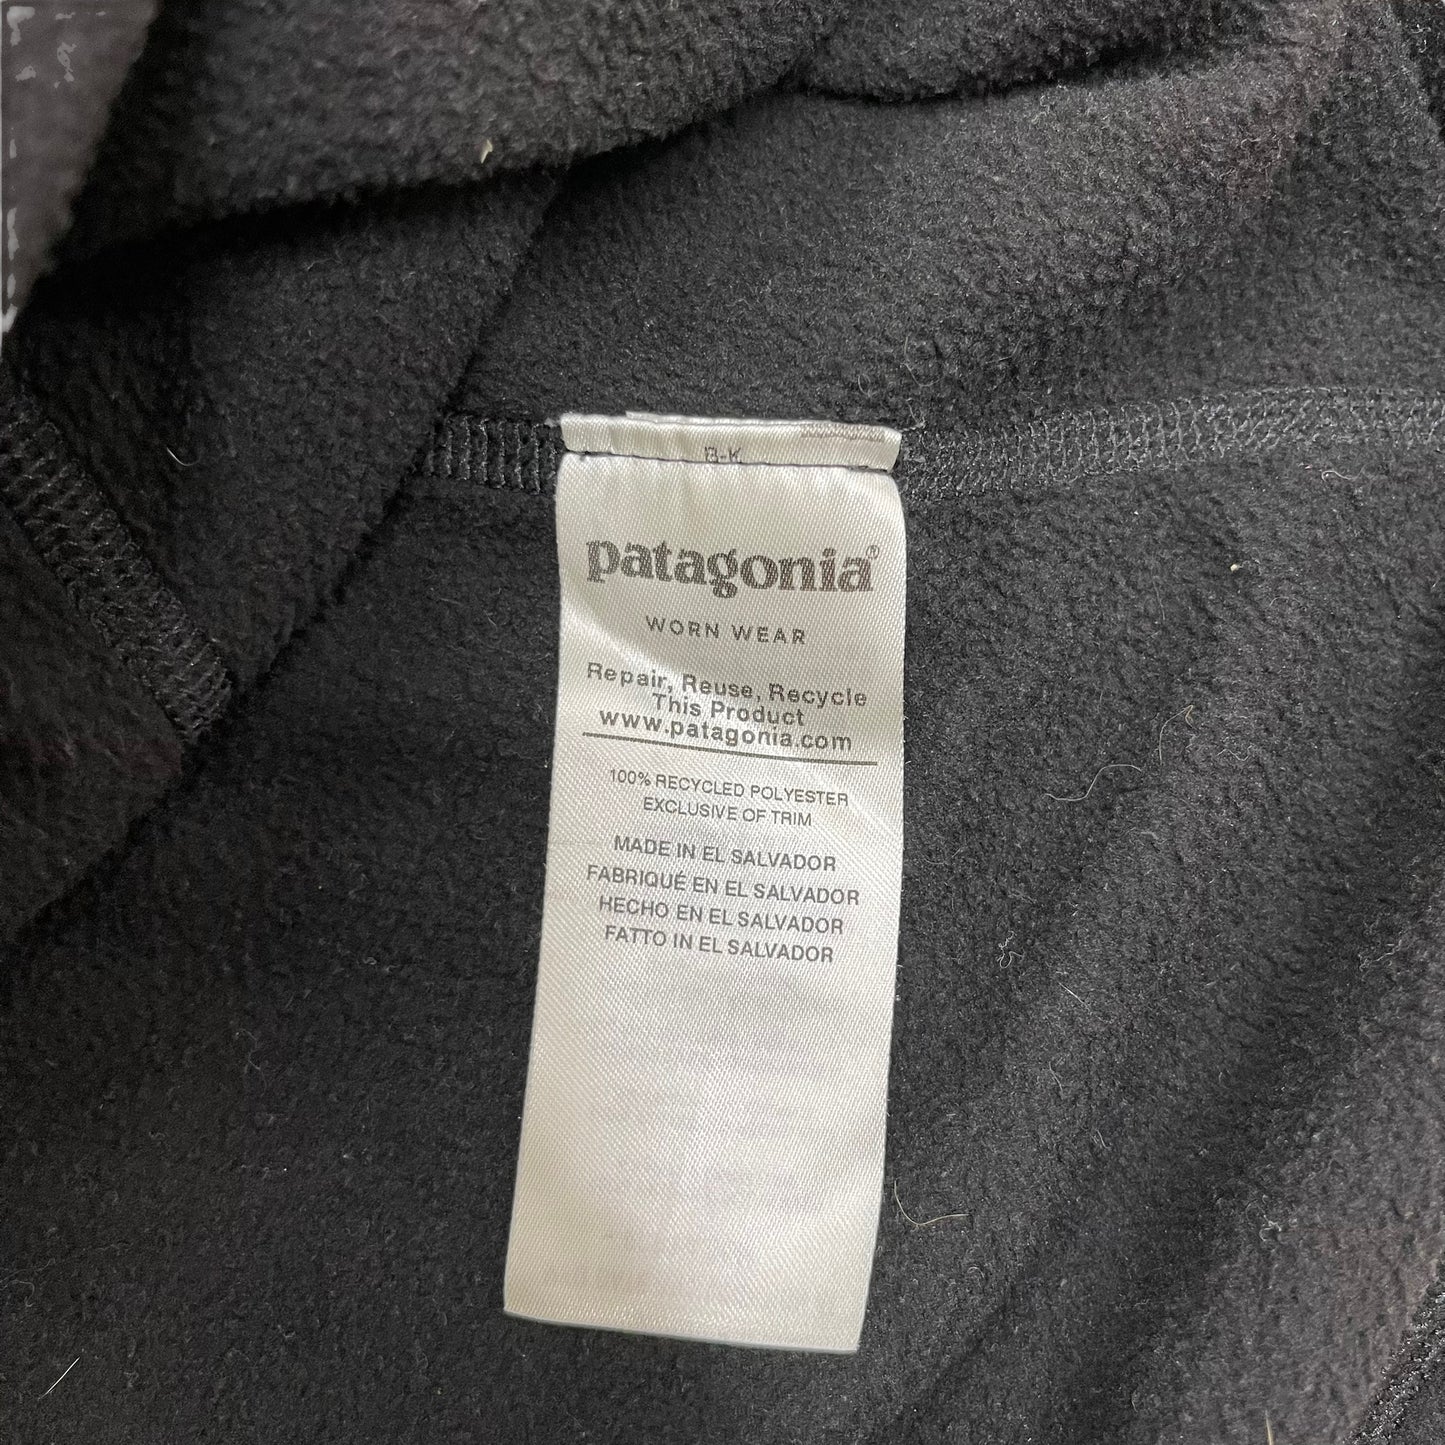 B-K
patagonia®
WORN WEAR
Repair, Reuse, Recycle
This Product
www.patagonia.com
100% RECYCLED POLYESTER
EXCLUSIVE OF TRIM
MADE IN EL SALVADOR
FABRIQUÉ EN EL SALVADOR
HECHO EN EL SALVADOR
FATTO IN EL SALVADOR